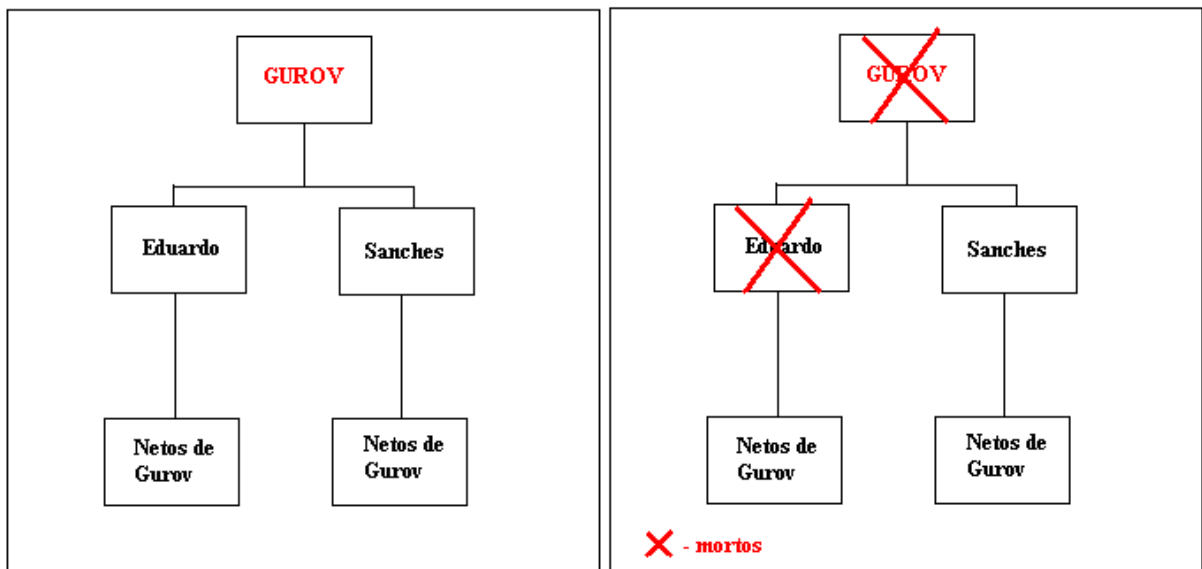 GUROV
Eduardo
Sanches
Netos de
Gurov
Netos de
Gurov
GUROV
Eduardo
Sanches
Netos de
Gurov
Netos de
Gurov
- mortos